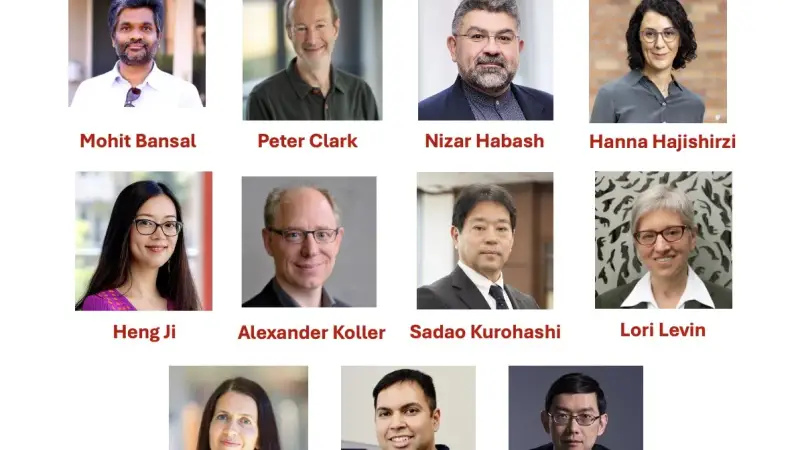 Mohit Bansal
Peter Clark
Nizar Habash
Hanna Hajishirzi
Heng Ji
Alexander Koller
Sadao Kurohashi
Lori Levin